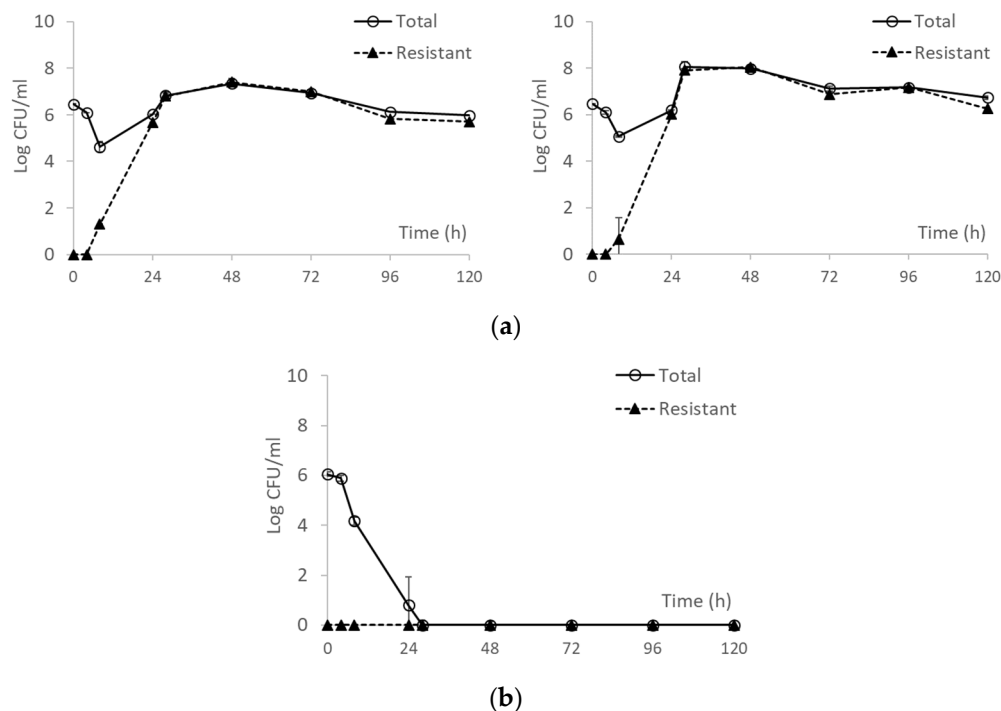 10
8
6
4
2
0
Log CFU/ml
Total
Resistant
Time (h)
0 24 48 72 96 120
10
8
6
4
2
0
Log CFU/ml
Total
Resistant
Time (h)
0 24 48 72 96 120
(a)
10
8
6
4
2
0
Log CFU/ml
Total
Resistant
Time (h)
0 24 48 72 96 120
(b)